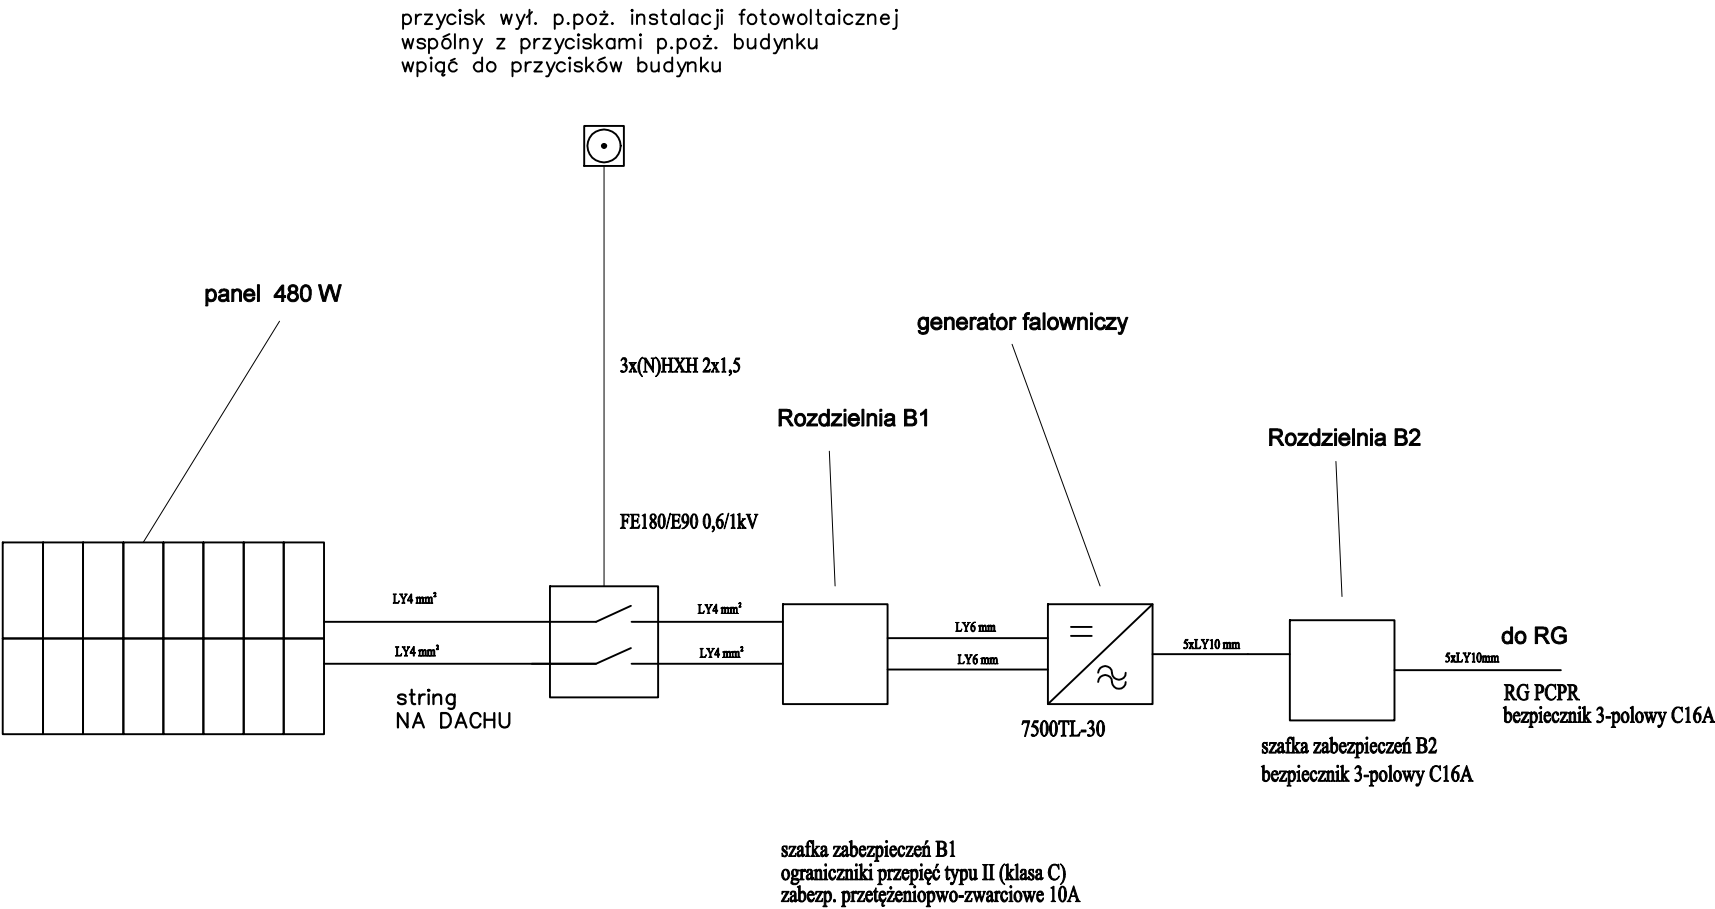 przycisk wył. p.poż. instalacji fotowoltaicznej
wspólny z przyciskami p.poż. budynku
wpiąć do przycisków budynku
panel 480 W
generator falowniczy
3x(N)HXH 2x1,5
Rozdzielnia B1
Rozdzielnia B2
FE180/E90 0,6/1kV
LY4 mm²
LY4 mm²
LY4 mm²
LY4 mm²
LY6 mm
LY6 mm
5xLY10 mm
do RG
5xLY10mm
string
NA DACHU
RG PCPR
bezpiecznik 3-polowy C16A
7500TL-30
szafka zabezpieczeń B2
bezpiecznik 3-polowy C16A
szafka zabezpieczeń B1
ograniczniki przepięć typu II (klasa C)
zabezp. przetężeniopwo-zwarciowe 10A